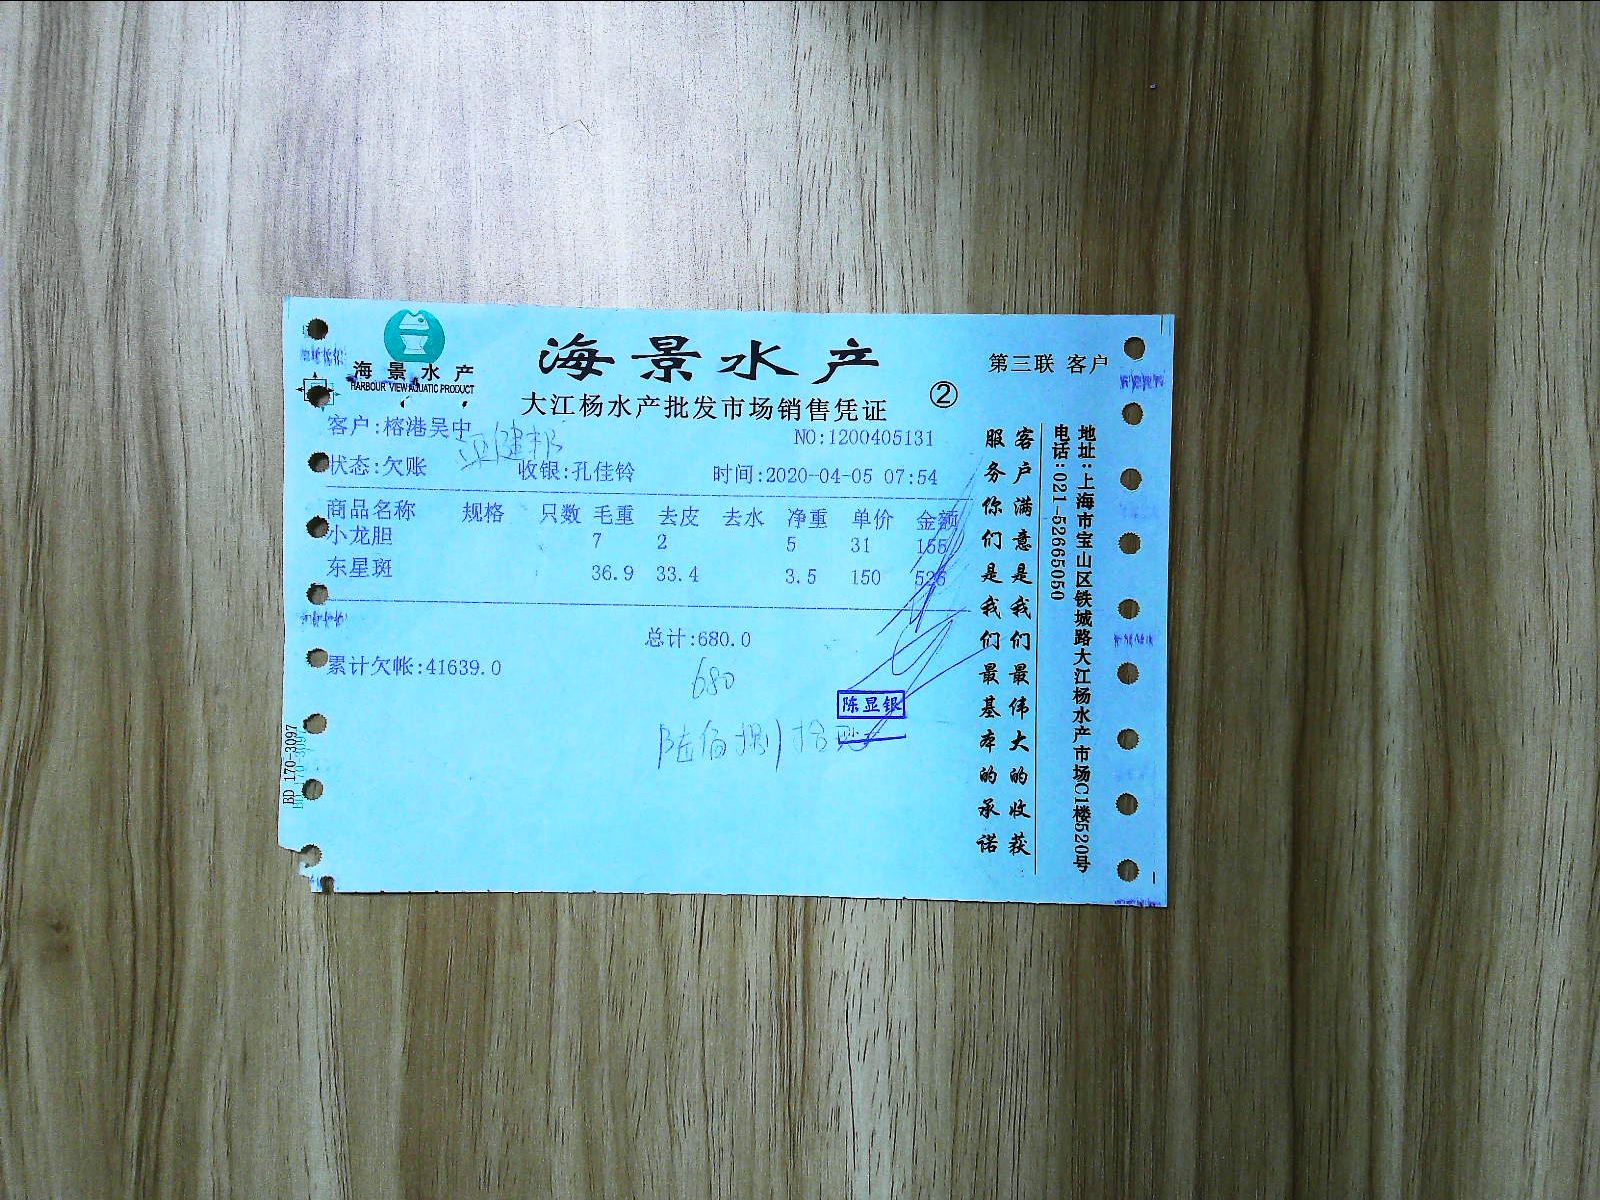 海景水产
HARBOUR VIEW AQUATIC PRODUCT
海景水产
大江杨水产批发市场销售凭证
②
第三联 客户
客户:榕港吴中
NO:1200405131
状态:欠账 收银:孔佳铃 时间:2020-04-05 07:54
商品名称 规格 只数 毛重 去皮 去水 净重 单价 金额
小龙胆 7 2 5 31 155
东星斑 36.9 33.4 3.5 150 525
总计:680.0
累计欠帐:41639.0
680
陆佰捌拾
陈显银
客户满意是我们最伟大的收获
服务你们是我们最基本的承诺
地址:上海市宝山区铁城路大江杨水产市场C1楼520号
电话:021-52665050
BD 170-3097